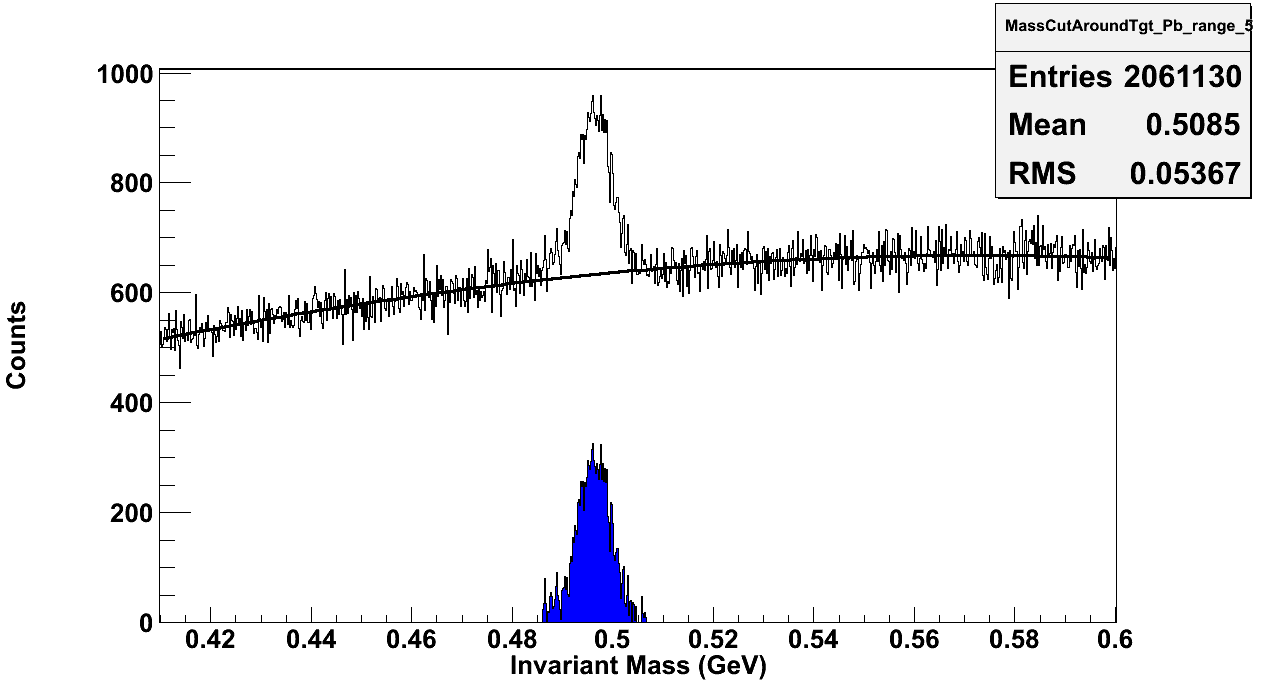 MassCutAroundTgt_Pb_range_5
Entries 2061130
Mean 0.5085
RMS 0.05367
1000
800
600
400
200
0
Counts
0.42 0.44 0.46 0.48 0.5 0.52 0.54 0.56 0.58 0.6
Invariant Mass (GeV)